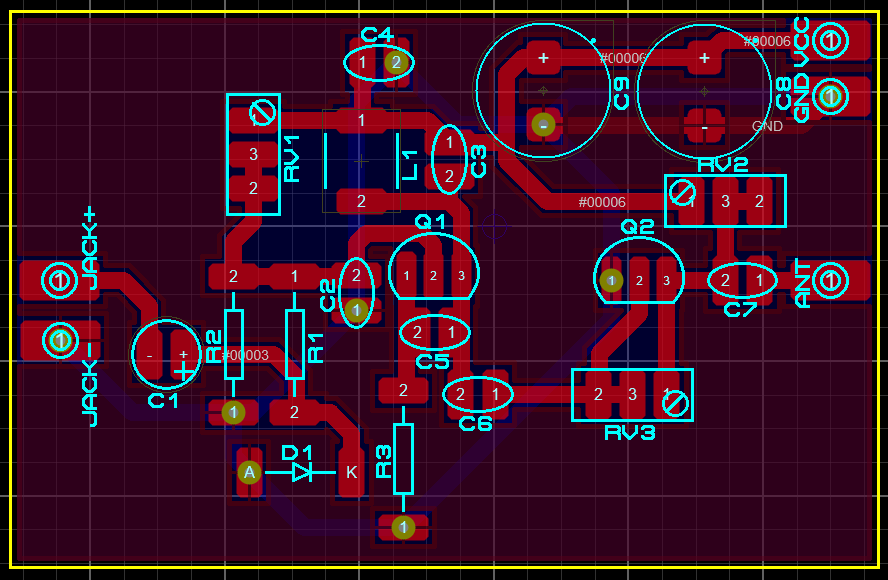 C4
VCC
1 2
+ #00006 + #00006 1
C9
C8
GND
1
RV1
1
- - GND
3
2
L1
1
2
C3
RV2
2
#00006
1 3 2
JACK+
Q1
Q2
1
2 1
C2
2
1 2 3
1 2 3
2 1
ANT
1
1
C7
JACK-
1
- +
C1
R2
#00003
R1
2 1
C5
2
2 1
C6
2 3 1
RV3
1
2
D1
A
K
R3
1